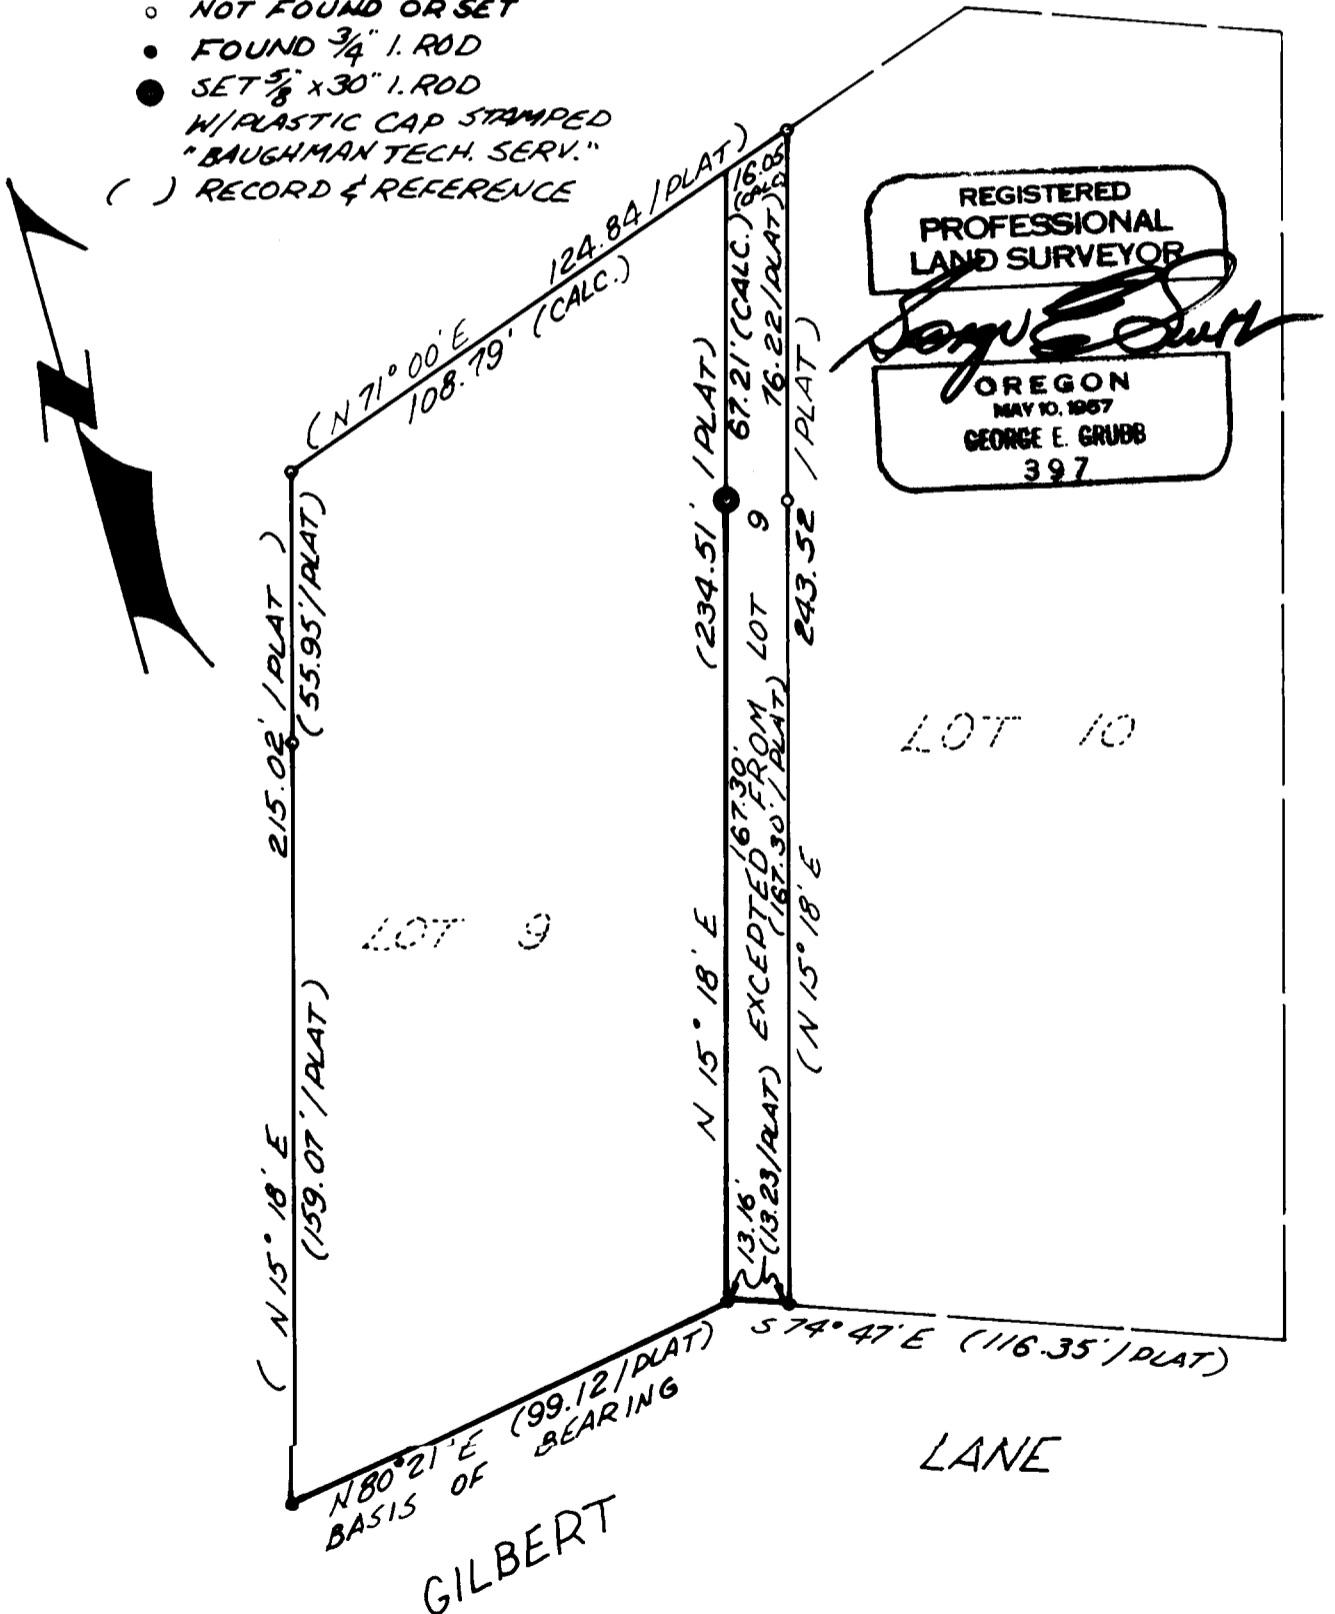 ○ NOT FOUND OR SET
● FOUND 3/4" I. ROD
● SET 5/8" x 30" I. ROD
W/PLASTIC CAP STAMPED
"BAUGHMAN TECH. SERV."
( ) RECORD & REFERENCE
REGISTERED
PROFESSIONAL
LAND SURVEYOR
OREGON
MAY 10, 1957
GEORGE E. GRUBB
397
(N 71° 00' E 124.84 / PLAT)
108.79' (CALC.)
16.05
(CALC.)
67.21' (CALC.)
76.22 / PLAT)
215.02' / PLAT )
(55.95' / PLAT)
(234.51' / PLAT)
243.52 / PLAT)
EXCEPTED FROM LOT 9
167.30'
(167.30' / PLAT)
LOT 9
LOT 10
( N 15° 18' E
(159.07' / PLAT)
N 15° 18' E
(N 15° 18' E
13.16'
(13.23 / PLAT)
S 74° 47' E (116.35' / PLAT)
N 80° 21' E (99.12 / PLAT)
BASIS OF BEARING
GILBERT LANE